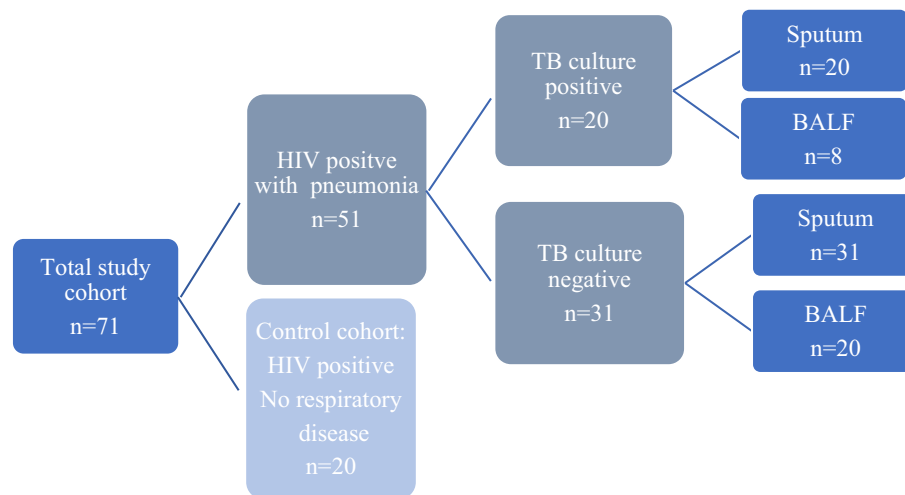 Total study
cohort
n=71
HIV positve
with pneumonia
n=51
Control cohort:
HIV positive
No respiratory
disease
n=20
TB culture
positive
n=20
TB culture
negative
n=31
Sputum
n=20
BALF
n=8
Sputum
n=31
BALF
n=20